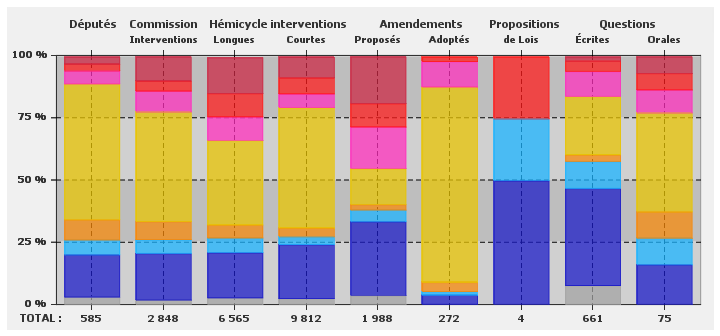 Députés Commission Hémicycle interventions Amendements Propositions Questions
Interventions Longues Courtes Proposés Adoptés de Lois Écrites Orales
100 %
75 %
50 %
25 %
0 %
TOTAL : 585 2 848 6 565 9 812 1 988 272 4 661 75